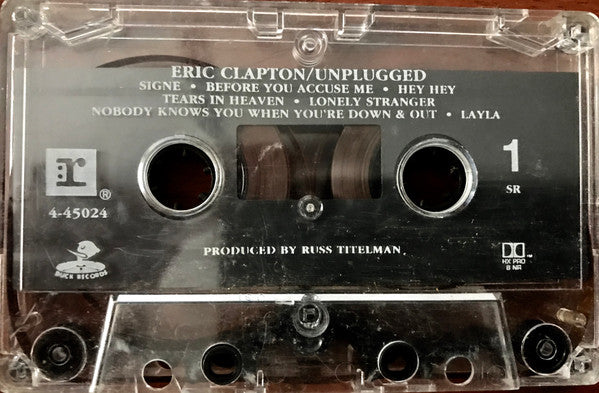 ERIC CLAPTON/UNPLUGGED
SIGNE • BEFORE YOU ACCUSE ME • HEY HEY
TEARS IN HEAVEN • LONELY STRANGER
NOBODY KNOWS YOU WHEN YOU'RE DOWN & OUT • LAYLA
r®
4-45024
DUCK RECORDS
1
SR
PRODUCED BY RUSS TITELMAN
HX PRO
B NR